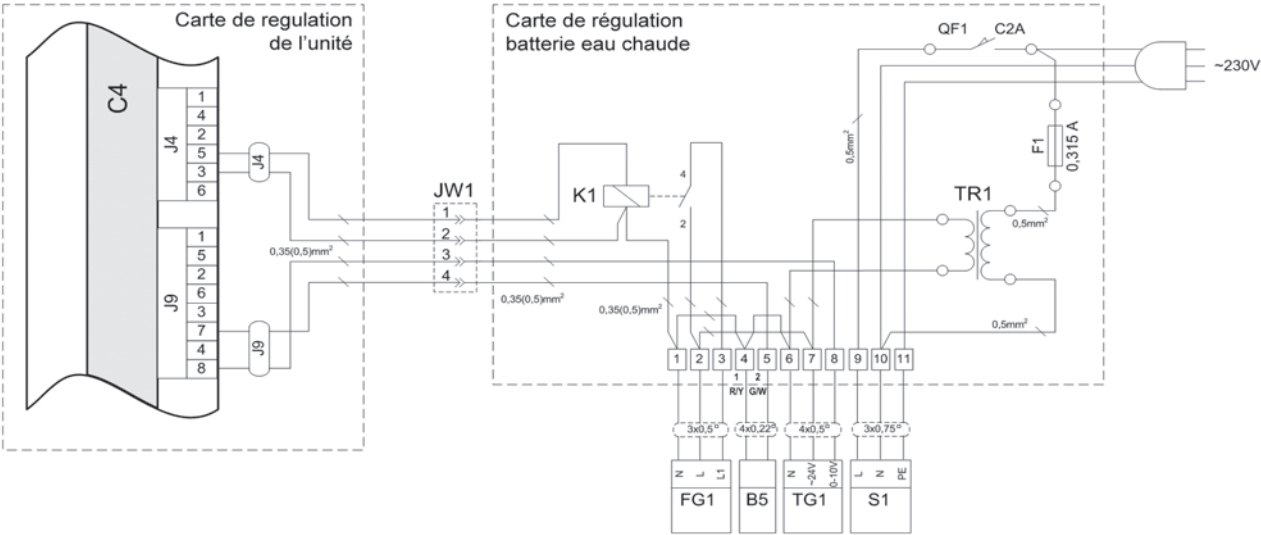 Carte de regulation
de l'unité
Carte de régulation
batterie eau chaude
QF1 C2A
~230V
C4
J4
1
4
2
5
3
6
J4
J9
1
5
2
6
3
7
4
8
J9
0,35(0,5)mm²
JW1
1
2
3
4
0,35(0,5)mm²
K1
4
2
0,35(0,5)mm²
0,5mm²
F1
0,315 A
TR1
0,5mm²
0,5mm²
1 2 3 4 5 6 7 8 9 10 11
1 2
R/Y G/W
3x0,5° 4x0,22° 4x0,5° 3x0,75°
N L L1
N ~24V 0-10V
L N PE
FG1 B5 TG1 S1